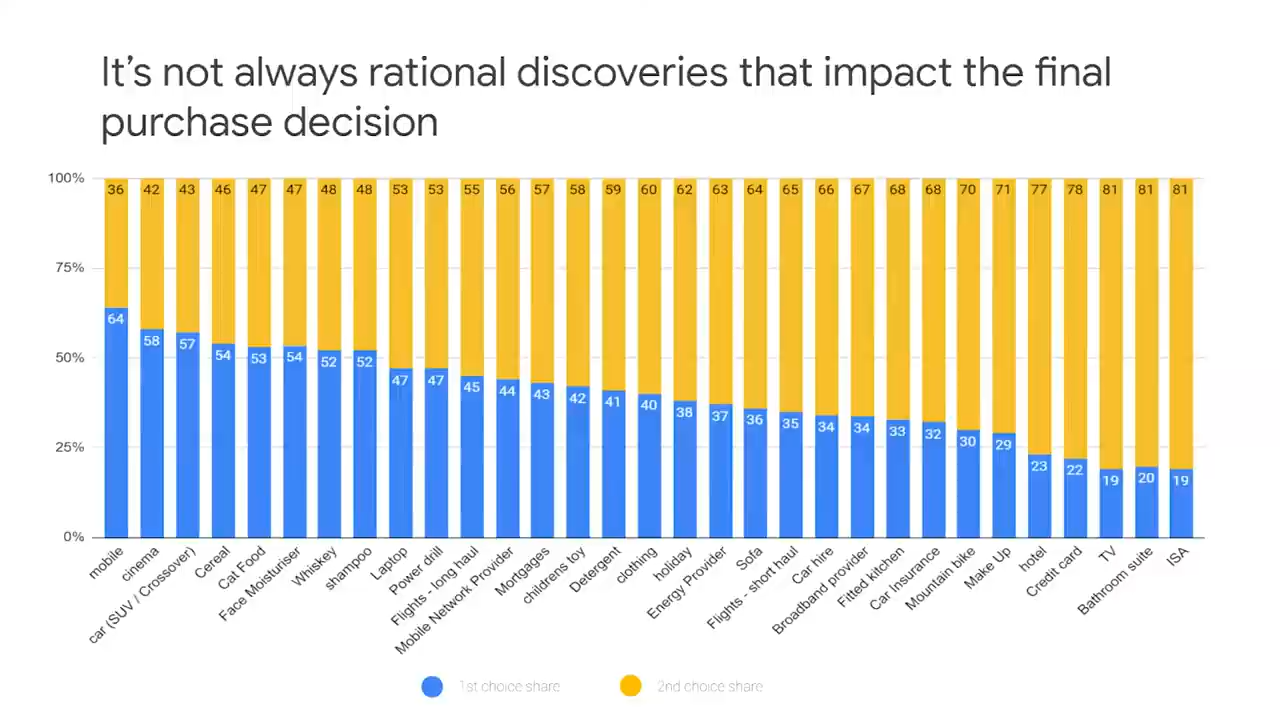 It's not always rational discoveries that impact the final
purchase decision
100%
36 42 43 46 47 47 48 48 53 53 55 56 57 58 59 60 62 63 64 65 66 67 68 68 70 71 77 78 81 81 81
75%
50%
25%
0%
64 58 57 54 53 54 52 52 47 47 45 44 43 42 41 40 38 37 36 35 34 34 33 32 30 29 23 22 19 20 19
mobile
cinema
car (SUV / Crossover)
Cereal
Cat Food
Face Moisturiser
Whiskey
shampoo
Laptop
Power drill
Flights - long haul
Mobile Network Provider
Mortgages
childrens toy
Detergent
clothing
holiday
Energy Provider
Sofa
Flights - short haul
Car hire
Broadband provider
Fitted kitchen
Car Insurance
Mountain bike
Make Up
hotel
Credit card
TV
Bathroom suite
ISA
1st choice share
2nd choice share